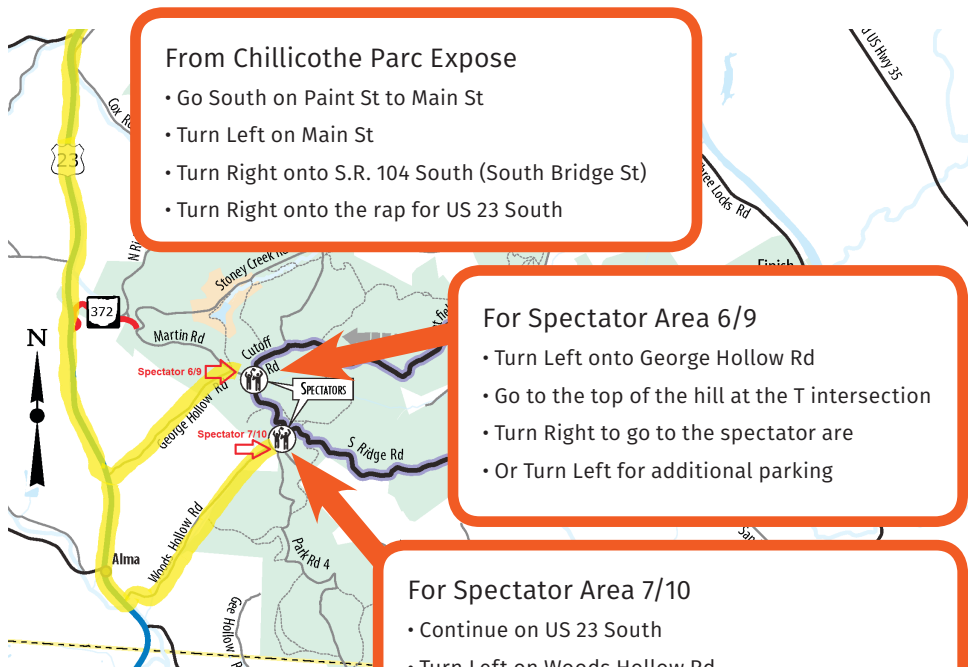 From Chillicothe Parc Expose
• Go South on Paint St to Main St
• Turn Left on Main St
• Turn Right onto S.R. 104 South (South Bridge St)
• Turn Right onto the rap for US 23 South
US Hwy 35
Cox
23
Three Locks Rd
Stoney Creek
Finish
372
N
Martin Rd
Cutoff Rd
Spectator 6/9
SPECTATORS
George Hollow Rd
Spectator 7/10
S Ridge Rd
For Spectator Area 6/9
• Turn Left onto George Hollow Rd
• Go to the top of the hill at the T intersection
• Turn Right to go to the spectator are
• Or Turn Left for additional parking
Woods Hollow Rd
Alma
Park Rd 4
Gee Hollow
For Spectator Area 7/10
• Continue on US 23 South
• Turn Left on Woods Hollow Rd